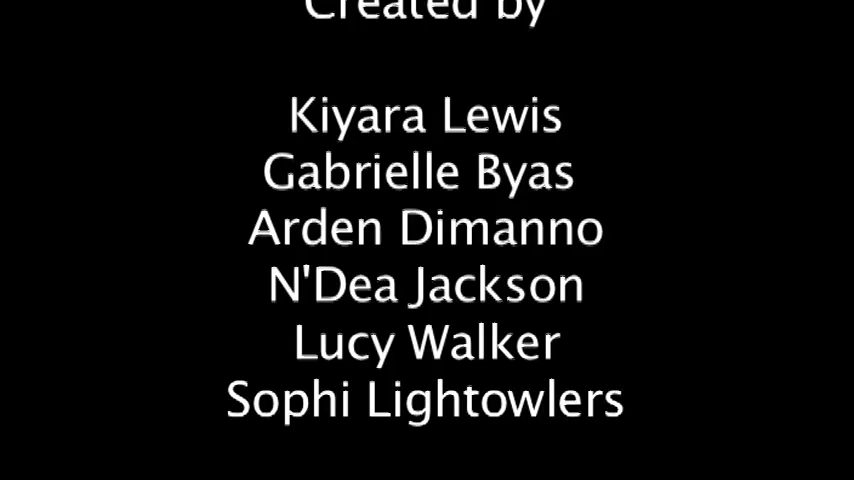 Created by
Kiyara Lewis
Gabrielle Byas
Arden Dimanno
N'Dea Jackson
Lucy Walker
Sophi Lightowlers